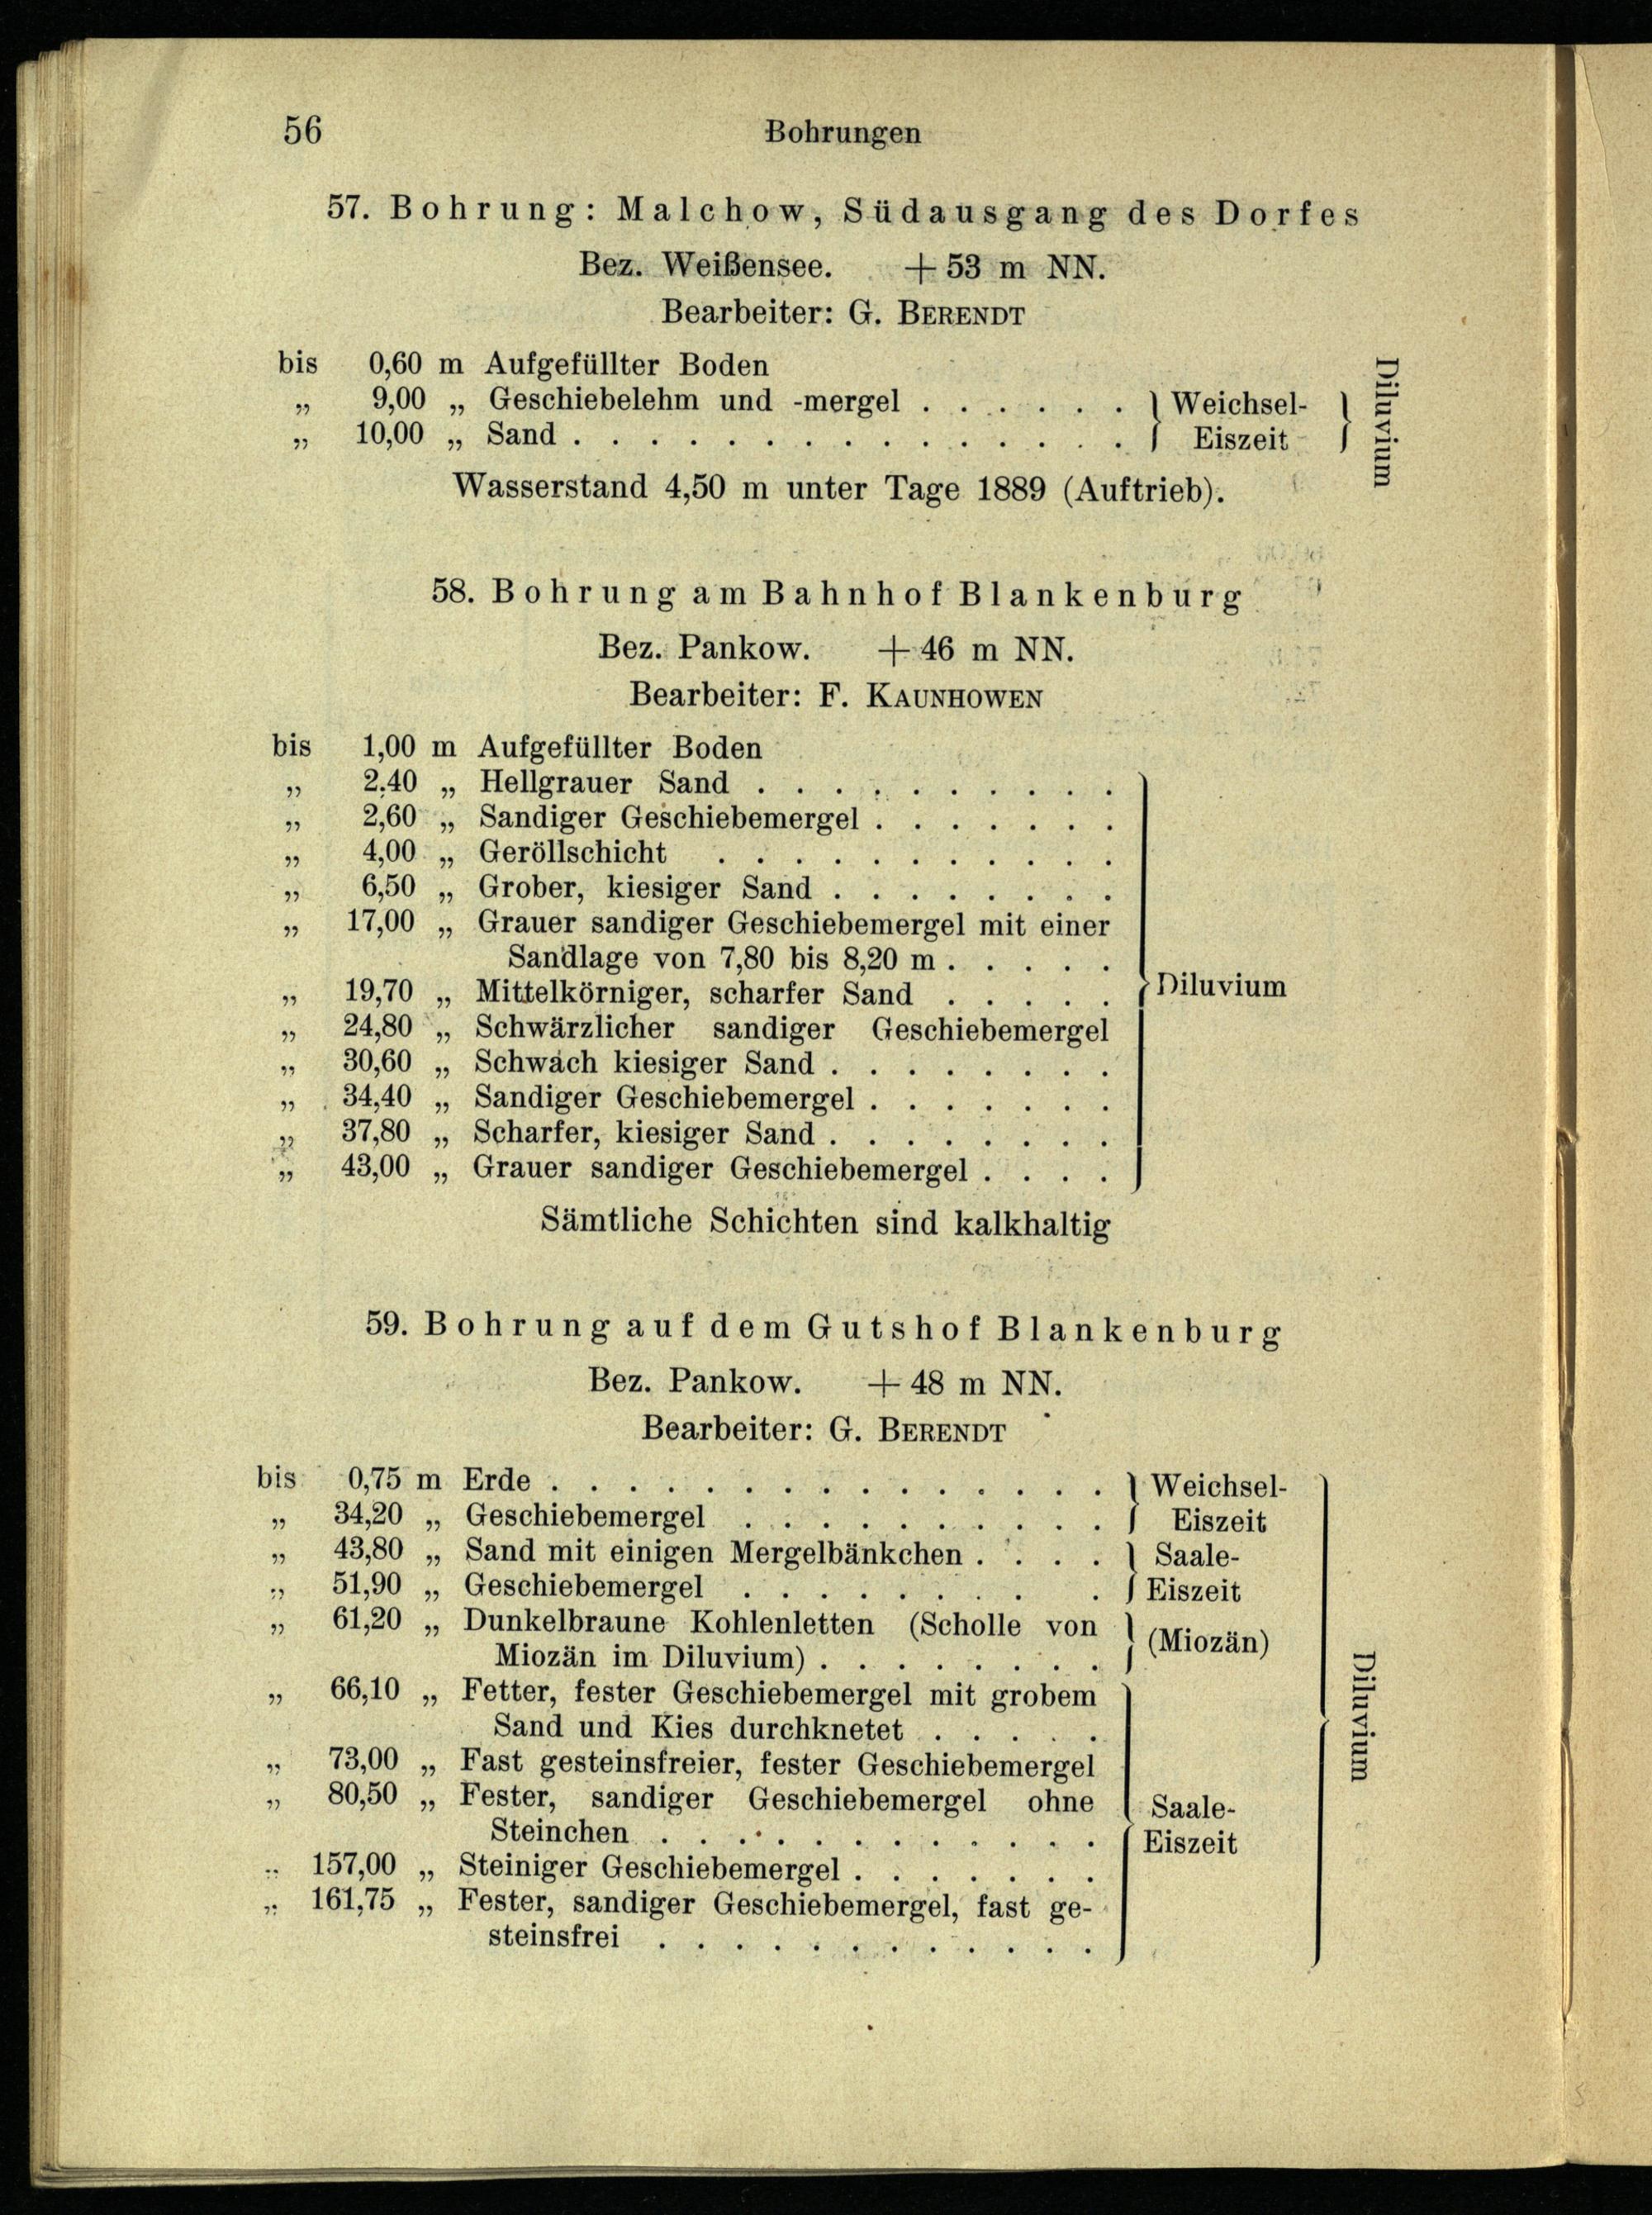 56 Bohrungen
57. Bohrung: Malchow, Südausgang des Dorfes
Bez. Weißensee. + 53 m NN.
Bearbeiter: G. BERENDT
bis 0,60 m Aufgefüllter Boden
„ 9,00 „ Geschiebelehm und -mergel . . . . . . } Weichsel- } Diluvium
„ 10,00 „ Sand . . . . . . . . . . . . . . . Eiszeit
Wasserstand 4,50 m unter Tage 1889 (Auftrieb).
58. Bohrung am Bahnhof Blankenburg
Bez. Pankow. + 46 m NN.
Bearbeiter: F. KAUNHOWEN
bis 1,00 m Aufgefüllter Boden
„ 2,40 „ Hellgrauer Sand . . . . . . . . . .
„ 2,60 „ Sandiger Geschiebemergel . . . . . . .
„ 4,00 „ Geröllschicht . . . . . . . . . . .
„ 6,50 „ Grober, kiesiger Sand . . . . . . . .
„ 17,00 „ Grauer sandiger Geschiebemergel mit einer
Sandlage von 7,80 bis 8,20 m . . . . .
„ 19,70 „ Mittelkörniger, scharfer Sand . . . . . } Diluvium
„ 24,80 „ Schwärzlicher sandiger Geschiebemergel
„ 30,60 „ Schwach kiesiger Sand . . . . . . . .
„ 34,40 „ Sandiger Geschiebemergel . . . . . . .
„ 37,80 „ Scharfer, kiesiger Sand . . . . . . . .
„ 43,00 „ Grauer sandiger Geschiebemergel . . . .
Sämtliche Schichten sind kalkhaltig
59. Bohrung auf dem Gutshof Blankenburg
Bez. Pankow. + 48 m NN.
Bearbeiter: G. BERENDT
bis 0,75 m Erde . . . . . . . . . . . . . . . } Weichsel-
„ 34,20 „ Geschiebemergel . . . . . . . . . . Eiszeit
„ 43,80 „ Sand mit einigen Mergelbänkchen . . . . } Saale-
„ 51,90 „ Geschiebemergel . . . . . . . . . Eiszeit
„ 61,20 „ Dunkelbraune Kohlenletten (Scholle von } (Miozän)
Miozän im Diluvium) . . . . . . . .
„ 66,10 „ Fetter, fester Geschiebemergel mit grobem
Sand und Kies durchknetet . . . . . } Diluvium
„ 73,00 „ Fast gesteinsfreier, fester Geschiebemergel
„ 80,50 „ Fester, sandiger Geschiebemergel ohne } Saale-
Steinchen . . . . . . . . . . . . Eiszeit
„ 157,00 „ Steiniger Geschiebemergel . . . . . . .
„ 161,75 „ Fester, sandiger Geschiebemergel, fast ge-
steinsfrei . . . . . . . . . . . .